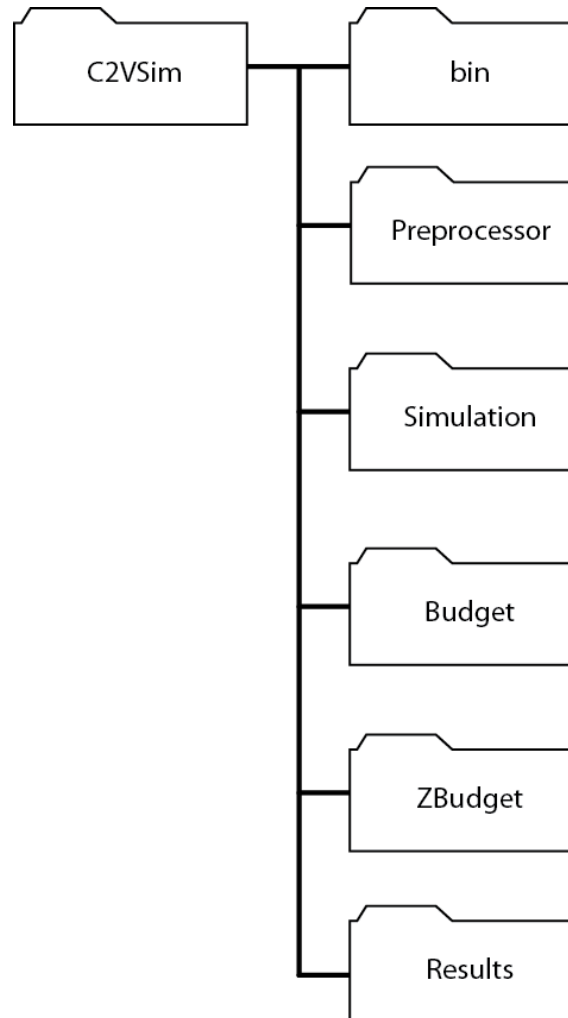 C2VSim
bin
Preprocessor
Simulation
Budget
ZBudget
Results